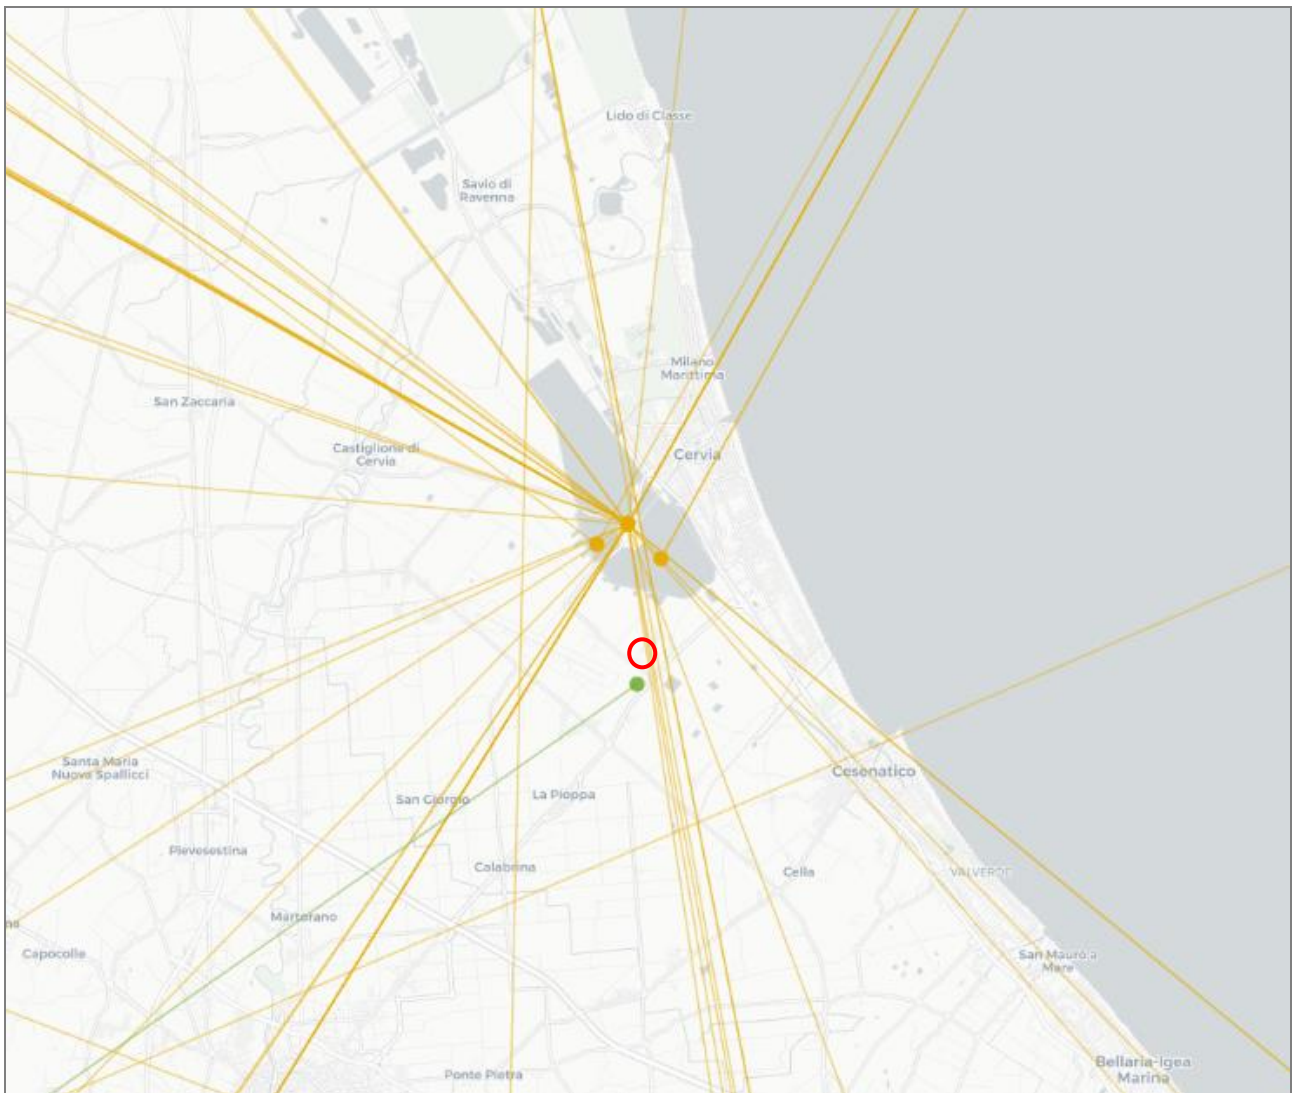 Lido di Classe
Savio di
Ravenna
Milano
Marittima
San Zaccaria
Castiglione di
Cervia
Cervia
Santa Maria
Nuova Spallicci
Cesenatico
San Giorgio
La Pioppa
Pievesestina
Calabrina
Cella
VALVERDE
Martorano
na
Capocolle
San Mauro a
Mare
Ponte Pietra
Bellaria-Igea
Marina